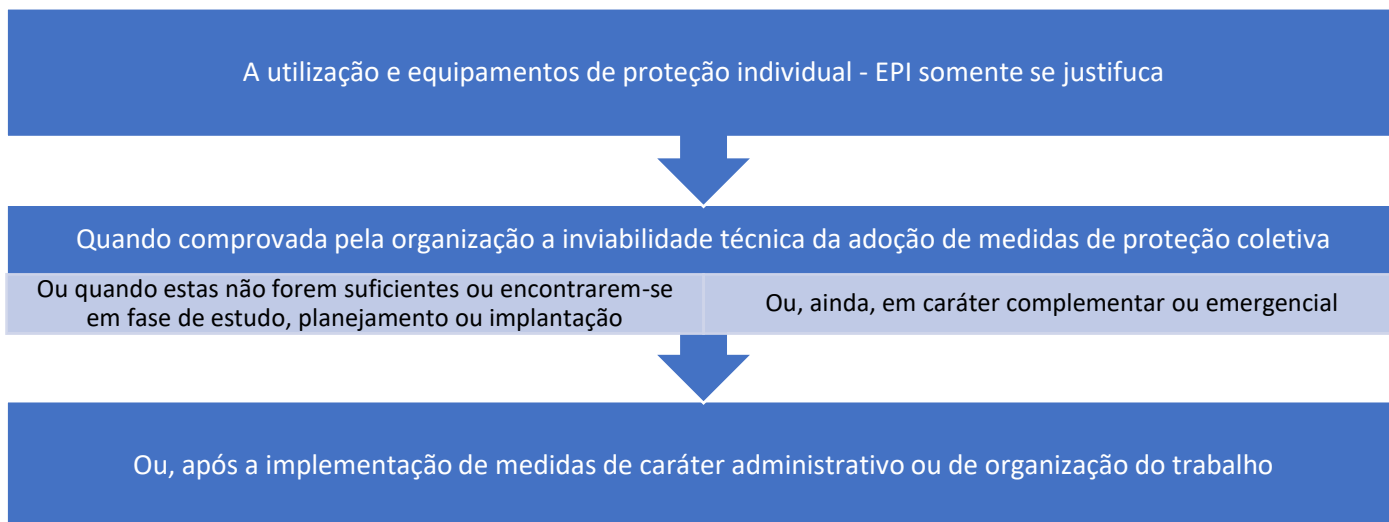 A utilização e equipamentos de proteção individual - EPI somente se justifuca
Quando comprovada pela organização a inviabilidade técnica da adoção de medidas de proteção coletiva
Ou quando estas não forem suficientes ou encontrarem-se
em fase de estudo, planejamento ou implantação
Ou, ainda, em caráter complementar ou emergencial
Ou, após a implementação de medidas de caráter administrativo ou de organização do trabalho